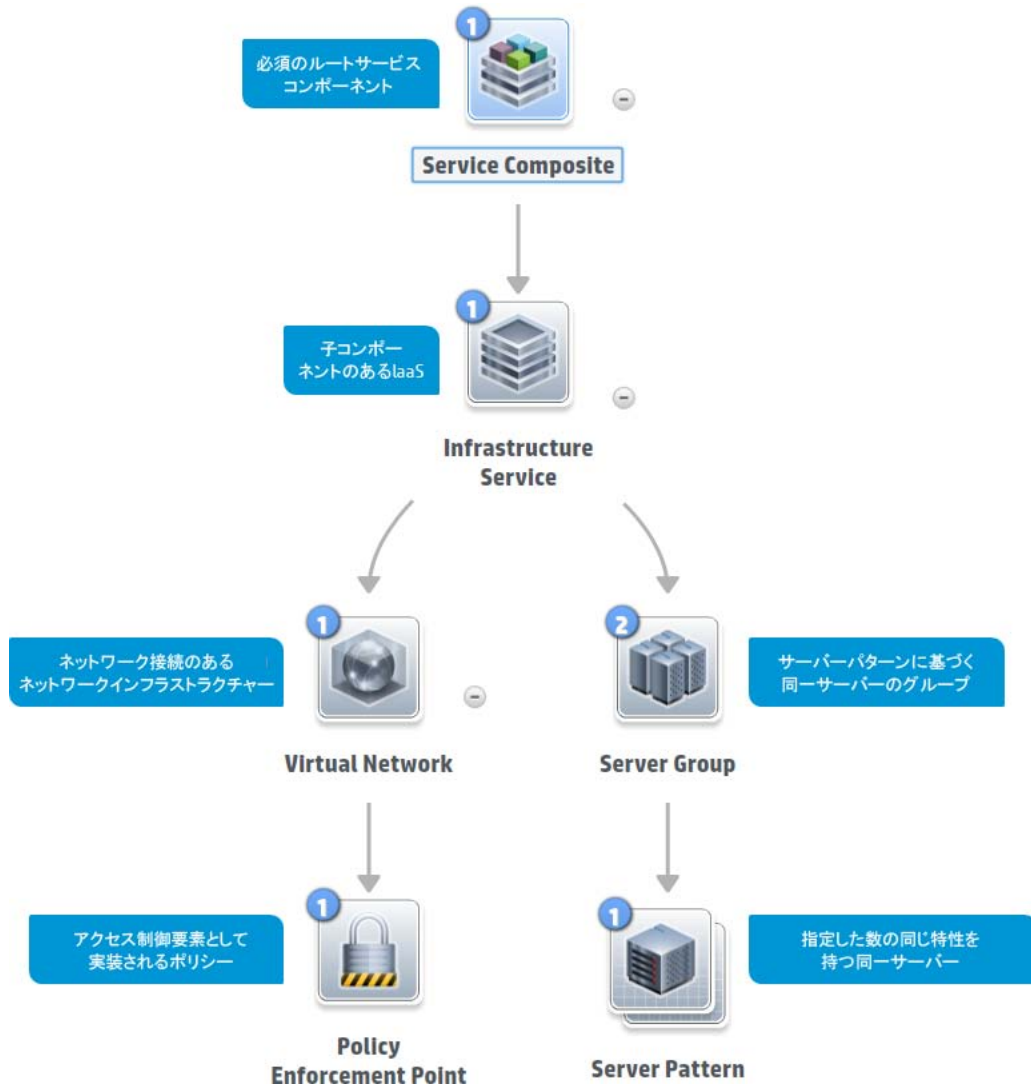 1
必須のルートサービス
コンポーネント
Service Composite
1
子コンポー
ネントのあるIaaS
Infrastructure
Service
1
ネットワーク接続のある
ネットワークインフラストラクチャー
2
サーバーパターンに基づく
同一サーバーのグループ
Virtual Network
Server Group
1
アクセス制御要素として
実装されるポリシー
1
指定した数の同じ特性を
持つ同一サーバー
Policy
Enforcement Point
Server Pattern